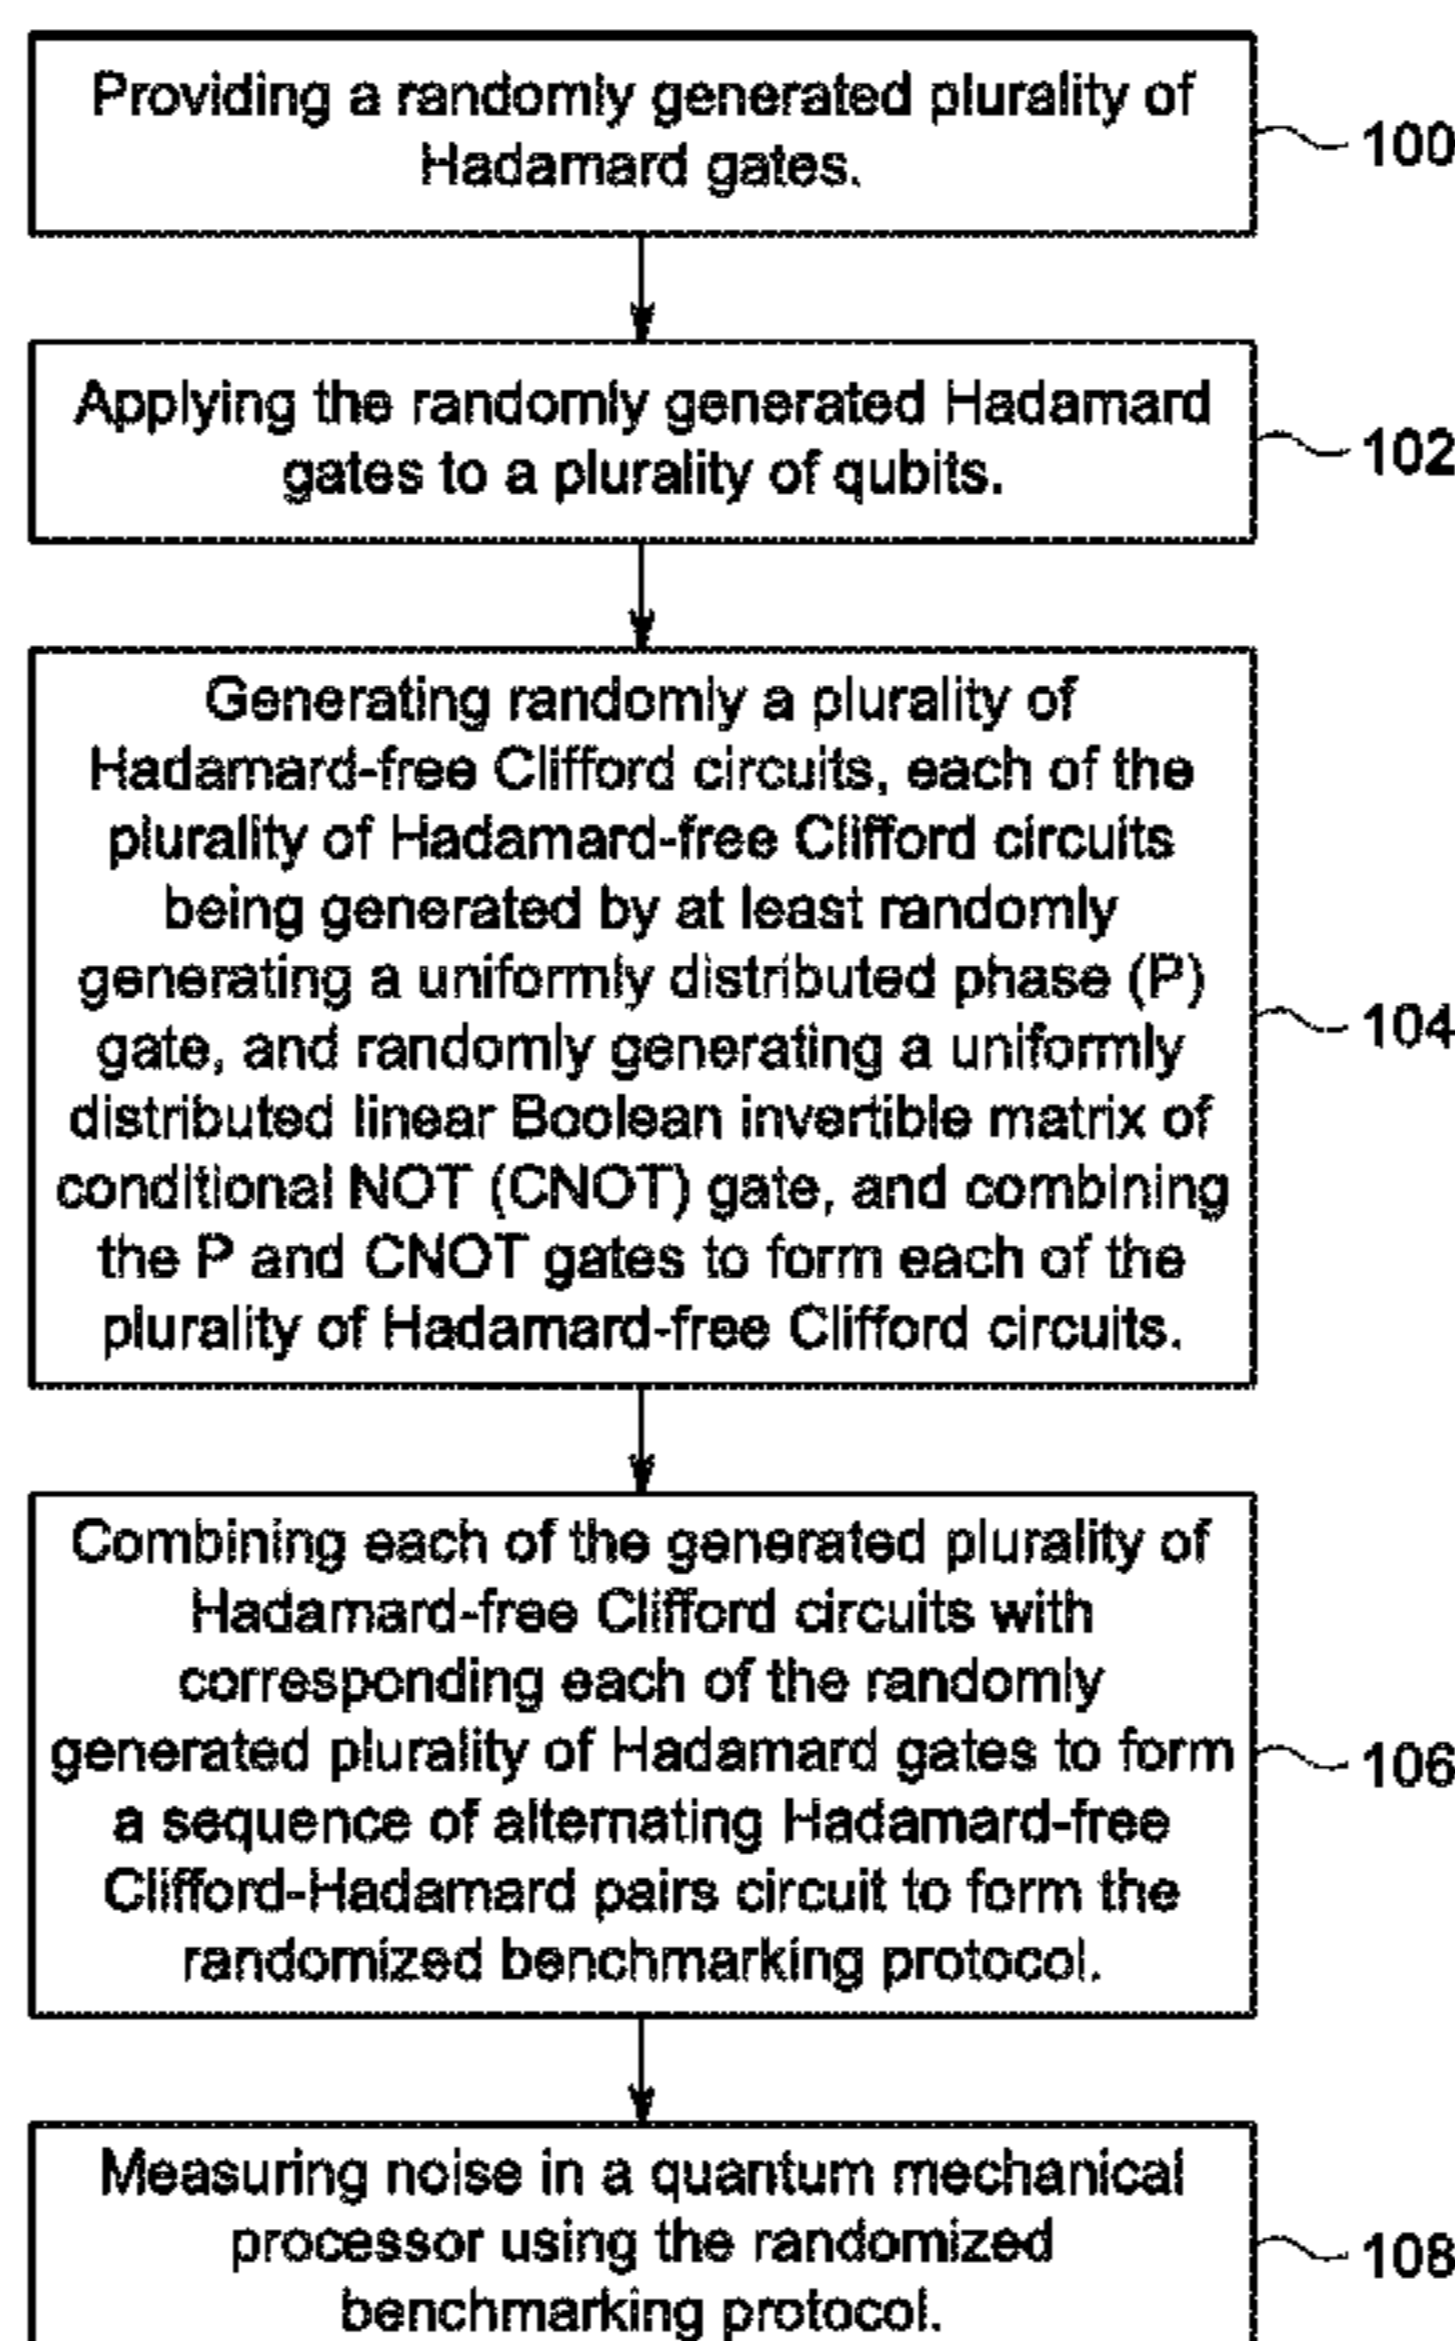 Providing a randomly generated plurality of
Hadamard gates.
100
Applying the randomly generated Hadamard
gates to a plurality of qubits.
102
Generating randomly a plurality of
Hadamard-free Clifford circuits, each of the
plurality of Hadamard-free Clifford circuits
being generated by at least randomly
generating a uniformly distributed phase (P)
gate, and randomly generating a uniformly
distributed linear Boolean invertible matrix of
conditional NOT (CNOT) gate, and combining
the P and CNOT gates to form each of the
plurality of Hadamard-free Clifford circuits.
104
Combining each of the generated plurality of
Hadamard-free Clifford circuits with
corresponding each of the randomly
generated plurality of Hadamard gates to form
a sequence of alternating Hadamard-free
Clifford-Hadamard pairs circuit to form the
randomized benchmarking protocol.
106
Measuring noise in a quantum mechanical
processor using the randomized
benchmarking protocol.
108